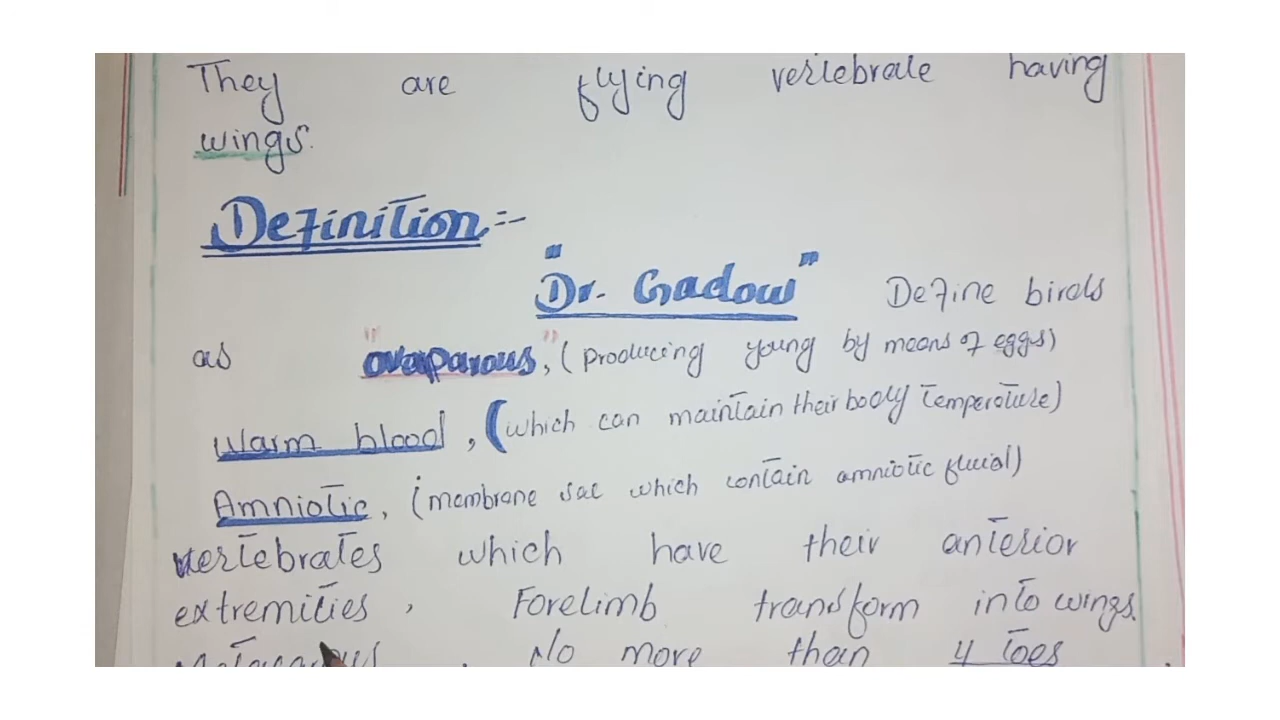 They are flying vertebrate having
wings.
Definition:-
"Dr. Gadow" Define birds
as "ovaparous", (producing young by means of eggs)
Warm blood, (which can maintain their body Temperature)
Amniotic, (membrane sac which contain amniotic fluid)
vertebrates which have their anterior
extremities, Forelimb transform into wings.
, No more than 4 toes